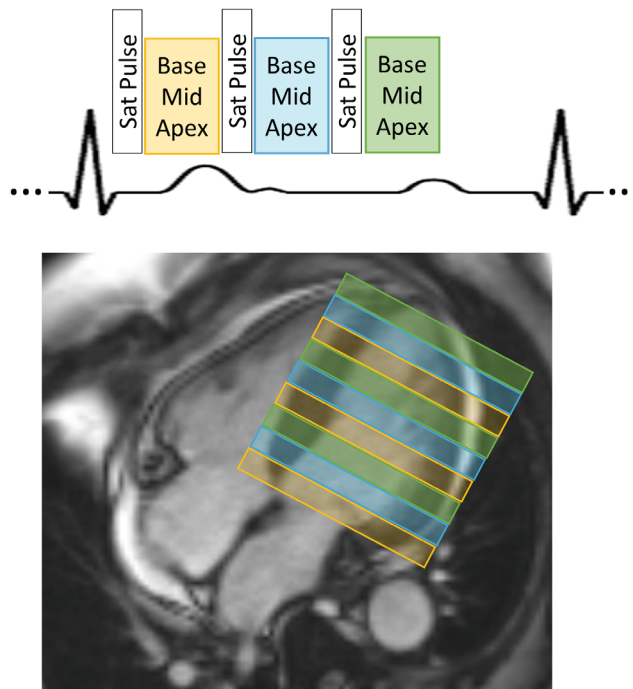 Sat Pulse
Base
Mid
Apex
Sat Pulse
Base
Mid
Apex
Sat Pulse
Base
Mid
Apex